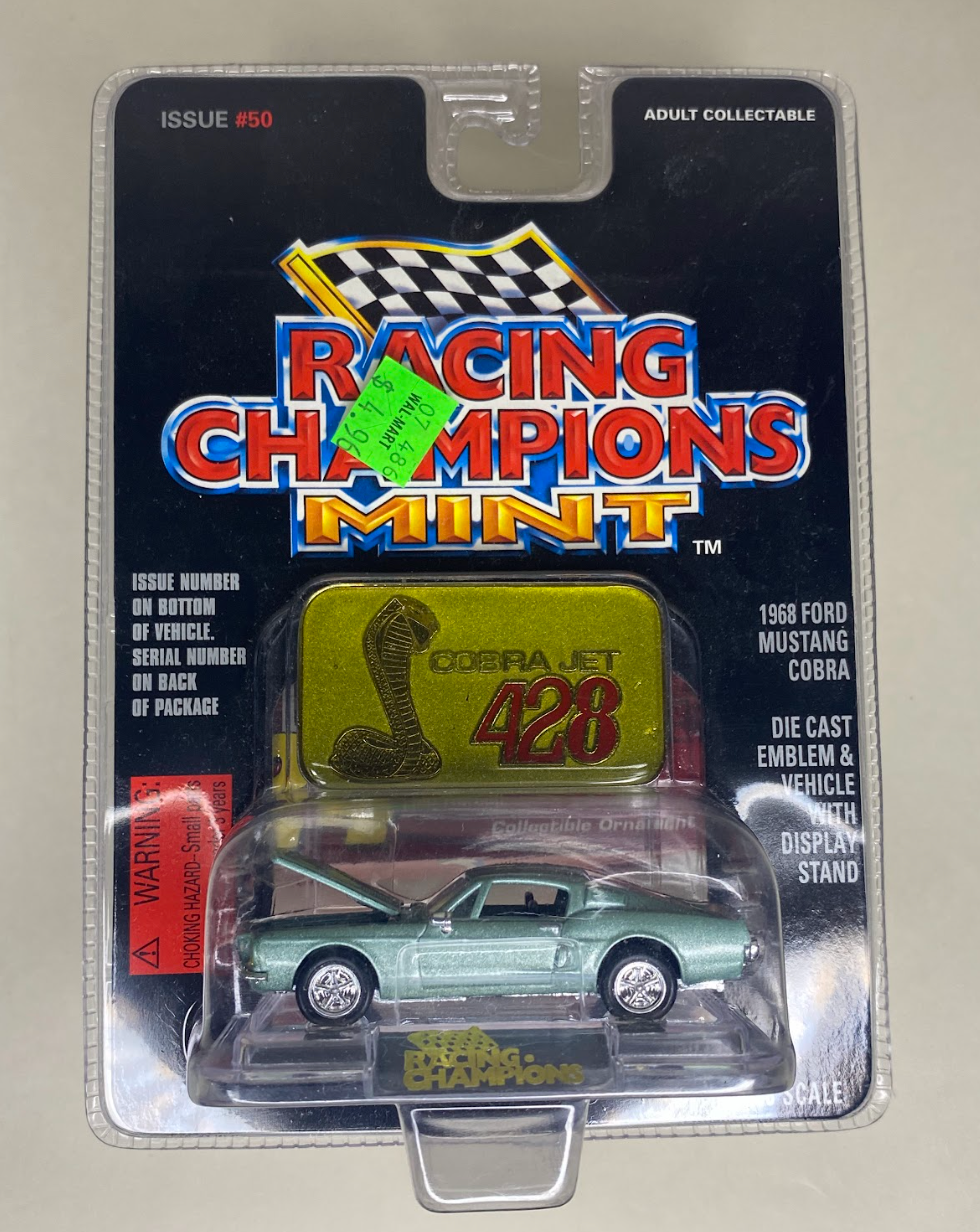 ISSUE #50
ADULT COLLECTABLE
RACING
CHAMPIONS
MINT
TM
07 486
WAL-MART
$ 4.96
ISSUE NUMBER
ON BOTTOM
OF VEHICLE.
SERIAL NUMBER
ON BACK
OF PACKAGE
COBRA JET
428
1968 FORD
MUSTANG
COBRA
DIE CAST
EMBLEM &
VEHICLE
WITH
DISPLAY
STAND
WARNING:
CHOKING HAZARD–Small parts
years
Collectible Ornament
RACING
CHAMPIONS
SCALE